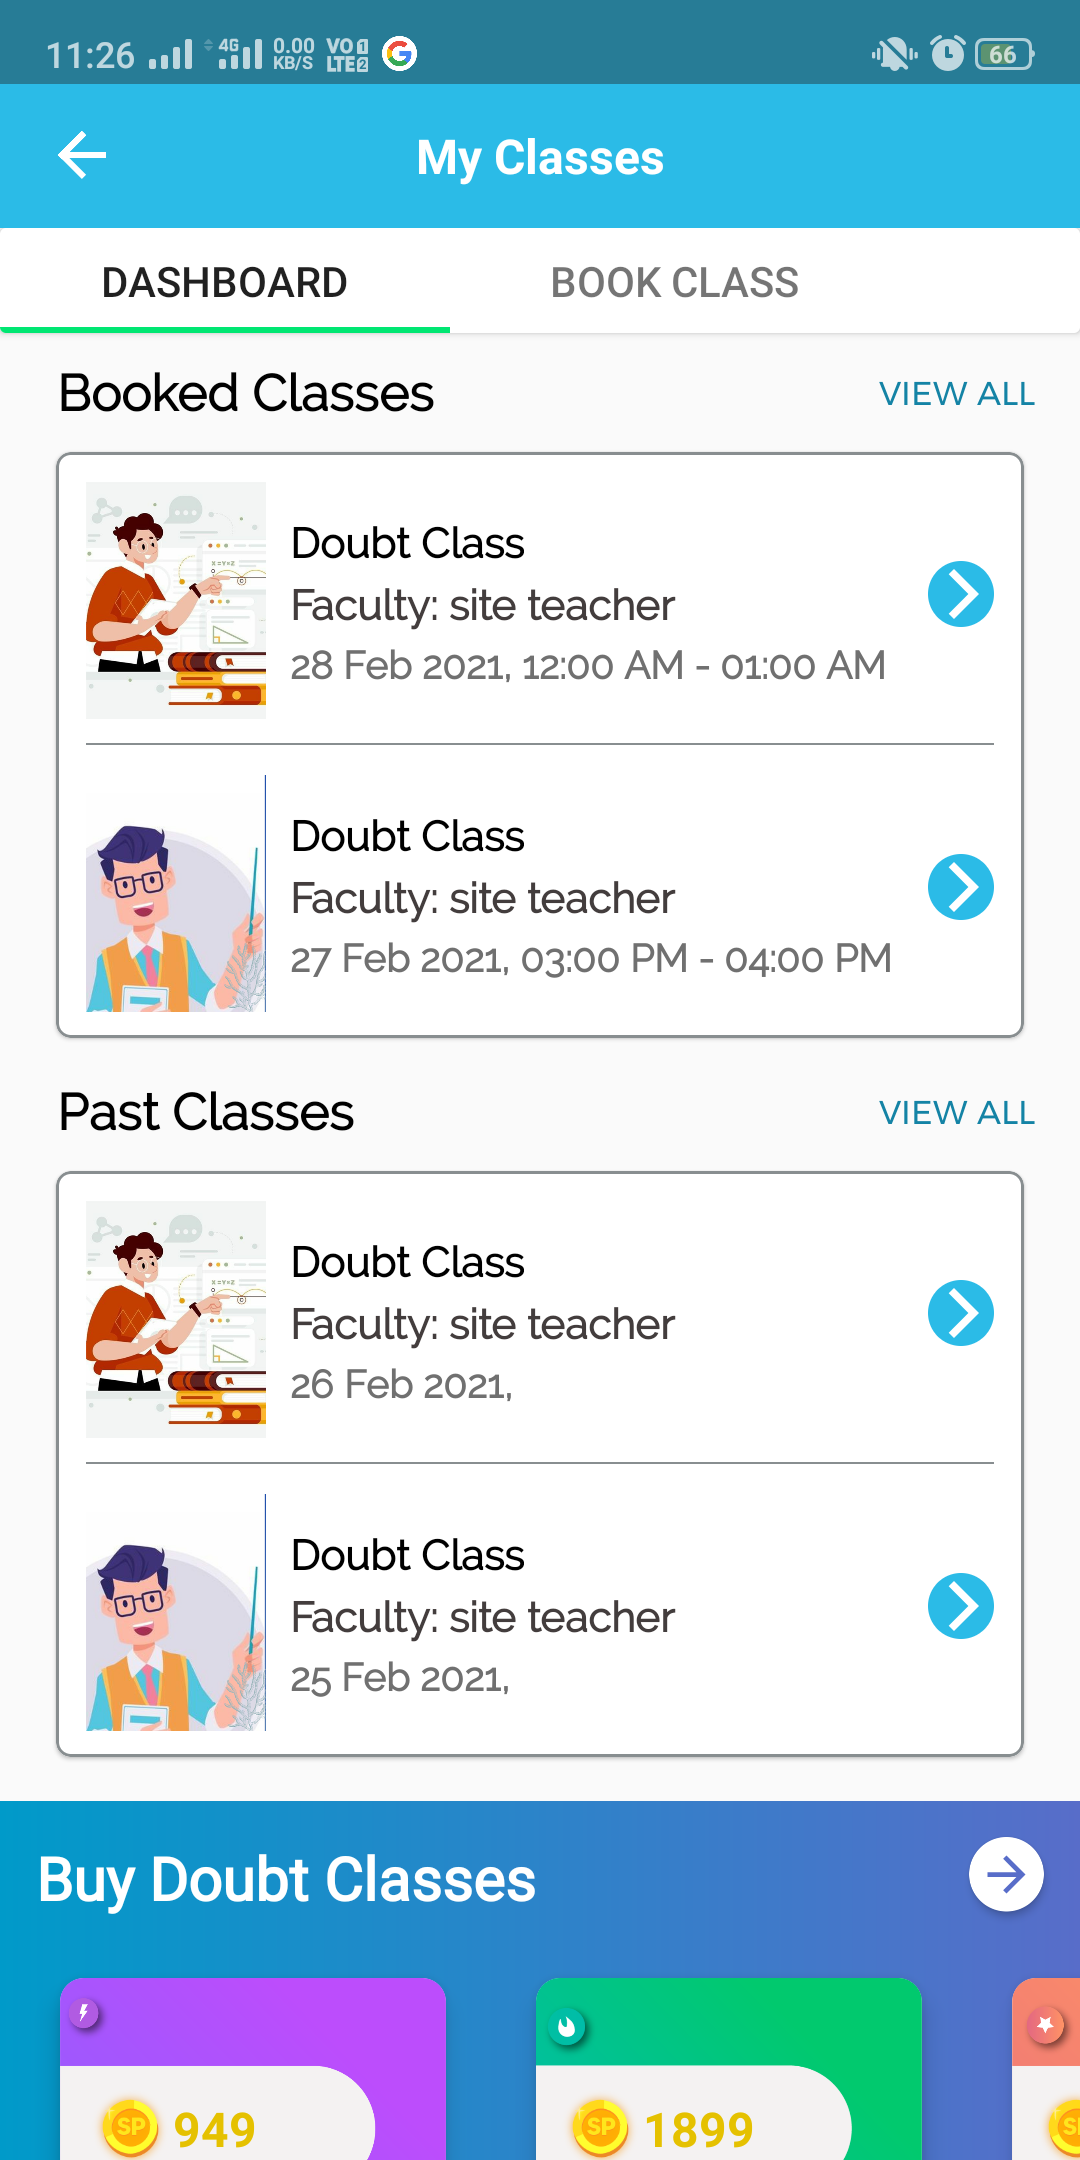 11:26 4G 0.00 KB/S VO 1 LTE 2 G 66
My Classes
DASHBOARD BOOK CLASS
Booked Classes VIEW ALL
Doubt Class
Faculty: site teacher
28 Feb 2021, 12:00 AM - 01:00 AM
Doubt Class
Faculty: site teacher
27 Feb 2021, 03:00 PM - 04:00 PM
Past Classes VIEW ALL
Doubt Class
Faculty: site teacher
26 Feb 2021,
Doubt Class
Faculty: site teacher
25 Feb 2021,
Buy Doubt Classes
SP 949 SP 1899